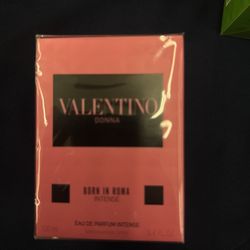 VALENTINO
DONNA
BORN IN ROMA
INTENSE
EAU DE PARFUM INTENSE